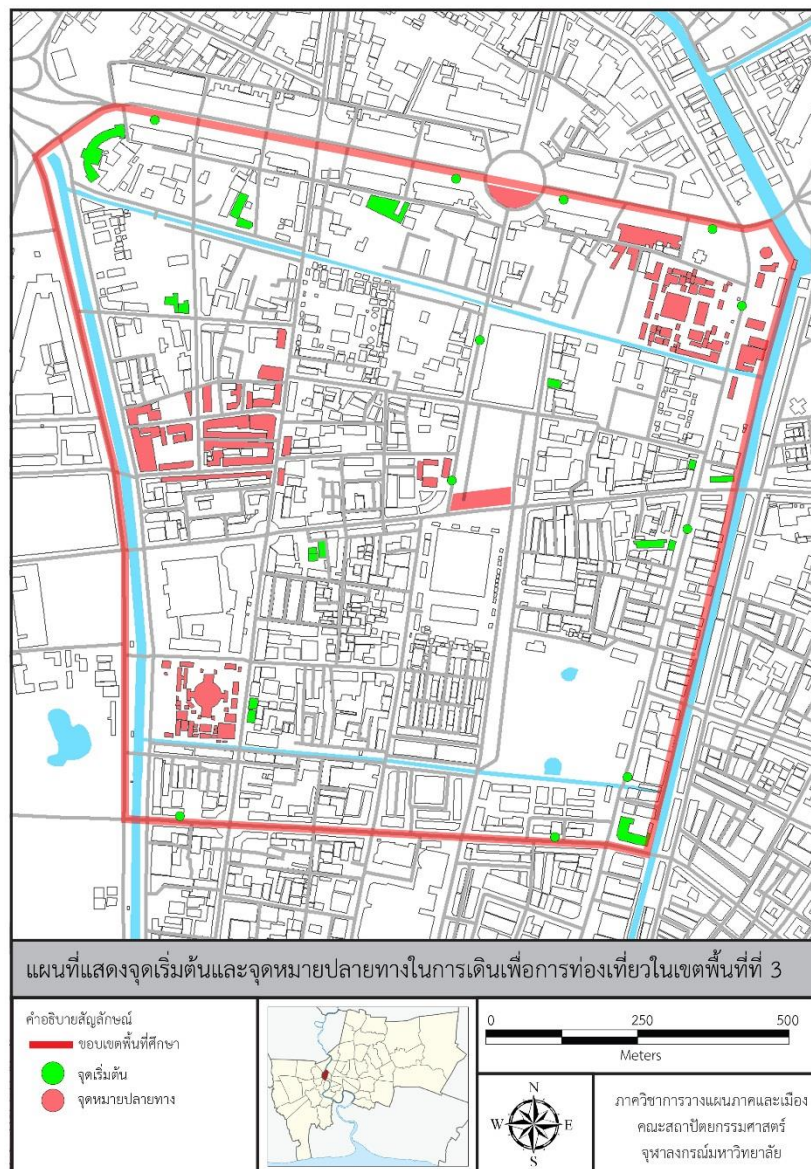 แผนที่แสดงจุดเริ่มต้นและจุดหมายปลายทางในการเดินเพื่อการท่องเที่ยวในเขตพื้นที่ที่ 3
คำอธิบายสัญลักษณ์
ขอบเขตพื้นที่ศึกษา
จุดเริ่มต้น
จุดหมายปลายทาง
0 250 500
Meters
N
W E
S
ภาควิชาการวางแผนภาคและเมือง
คณะสถาปัตยกรรมศาสตร์
จุฬาลงกรณ์มหาวิทยาลัย